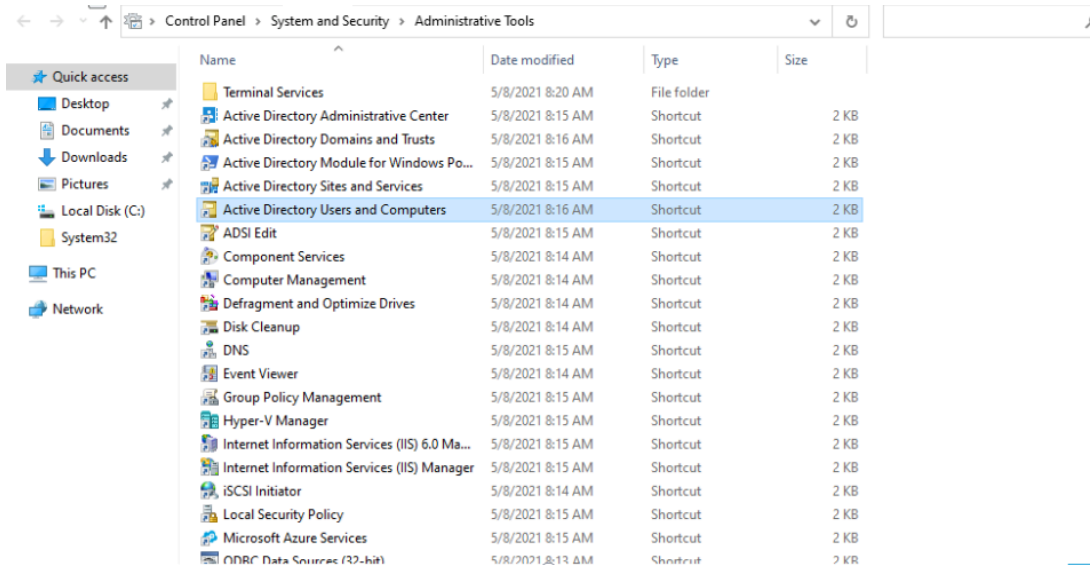 Control Panel > System and Security > Administrative Tools
Name Date modified Type Size
Quick access
Desktop
Documents
Downloads
Pictures
Local Disk (C:)
System32
This PC
Network
Terminal Services 5/8/2021 8:20 AM File folder
Active Directory Administrative Center 5/8/2021 8:15 AM Shortcut 2 KB
Active Directory Domains and Trusts 5/8/2021 8:16 AM Shortcut 2 KB
Active Directory Module for Windows Po... 5/8/2021 8:15 AM Shortcut 2 KB
Active Directory Sites and Services 5/8/2021 8:15 AM Shortcut 2 KB
Active Directory Users and Computers 5/8/2021 8:16 AM Shortcut 2 KB
ADSI Edit 5/8/2021 8:15 AM Shortcut 2 KB
Component Services 5/8/2021 8:14 AM Shortcut 2 KB
Computer Management 5/8/2021 8:14 AM Shortcut 2 KB
Defragment and Optimize Drives 5/8/2021 8:14 AM Shortcut 2 KB
Disk Cleanup 5/8/2021 8:14 AM Shortcut 2 KB
DNS 5/8/2021 8:15 AM Shortcut 2 KB
Event Viewer 5/8/2021 8:14 AM Shortcut 2 KB
Group Policy Management 5/8/2021 8:15 AM Shortcut 2 KB
Hyper-V Manager 5/8/2021 8:15 AM Shortcut 2 KB
Internet Information Services (IIS) 6.0 Ma... 5/8/2021 8:15 AM Shortcut 2 KB
Internet Information Services (IIS) Manager 5/8/2021 8:15 AM Shortcut 2 KB
iSCSI Initiator 5/8/2021 8:14 AM Shortcut 2 KB
Local Security Policy 5/8/2021 8:15 AM Shortcut 2 KB
Microsoft Azure Services 5/8/2021 8:15 AM Shortcut 2 KB
ODBC Data Sources (32-bit) 5/8/2021 8:13 AM Shortcut 2 KB